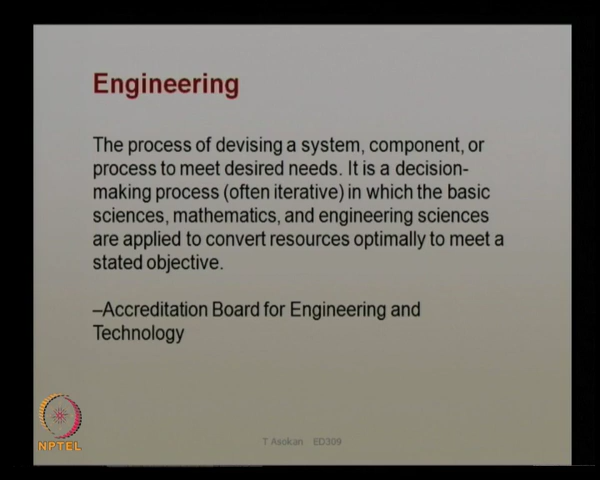 Engineering
The process of devising a system, component, or
process to meet desired needs. It is a decision-
making process (often iterative) in which the basic
sciences, mathematics, and engineering sciences
are applied to convert resources optimally to meet a
stated objective.
–Accreditation Board for Engineering and
Technology
NPTEL
T Asokan ED309